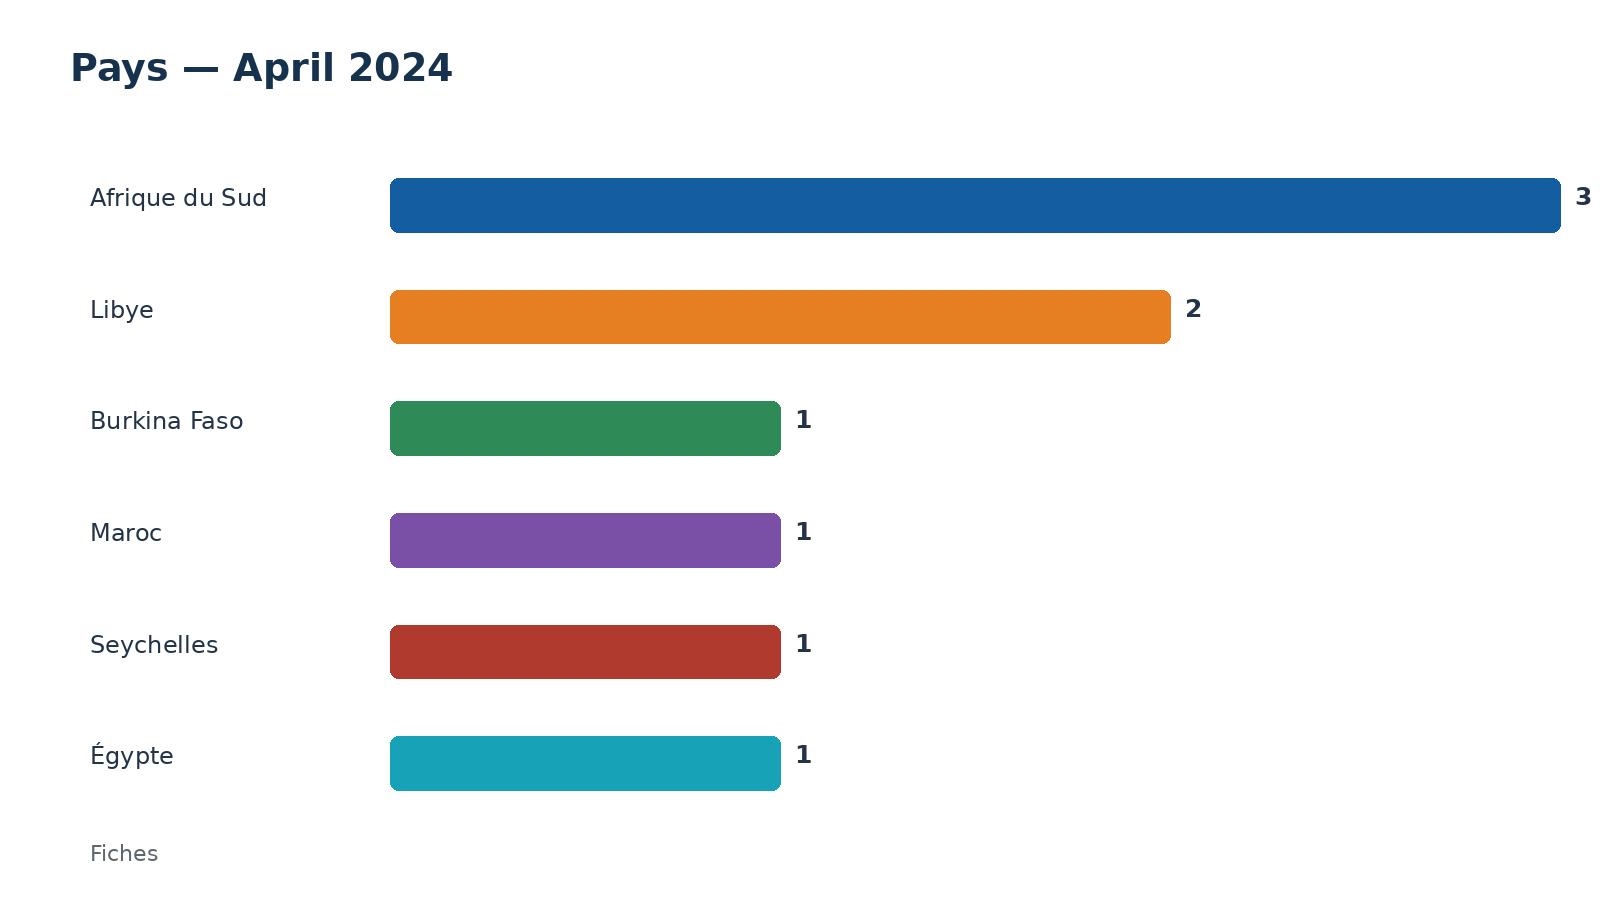 Pays — April 2024
Afrique du Sud 3
Libye 2
Burkina Faso 1
Maroc 1
Seychelles 1
Égypte 1
Fiches